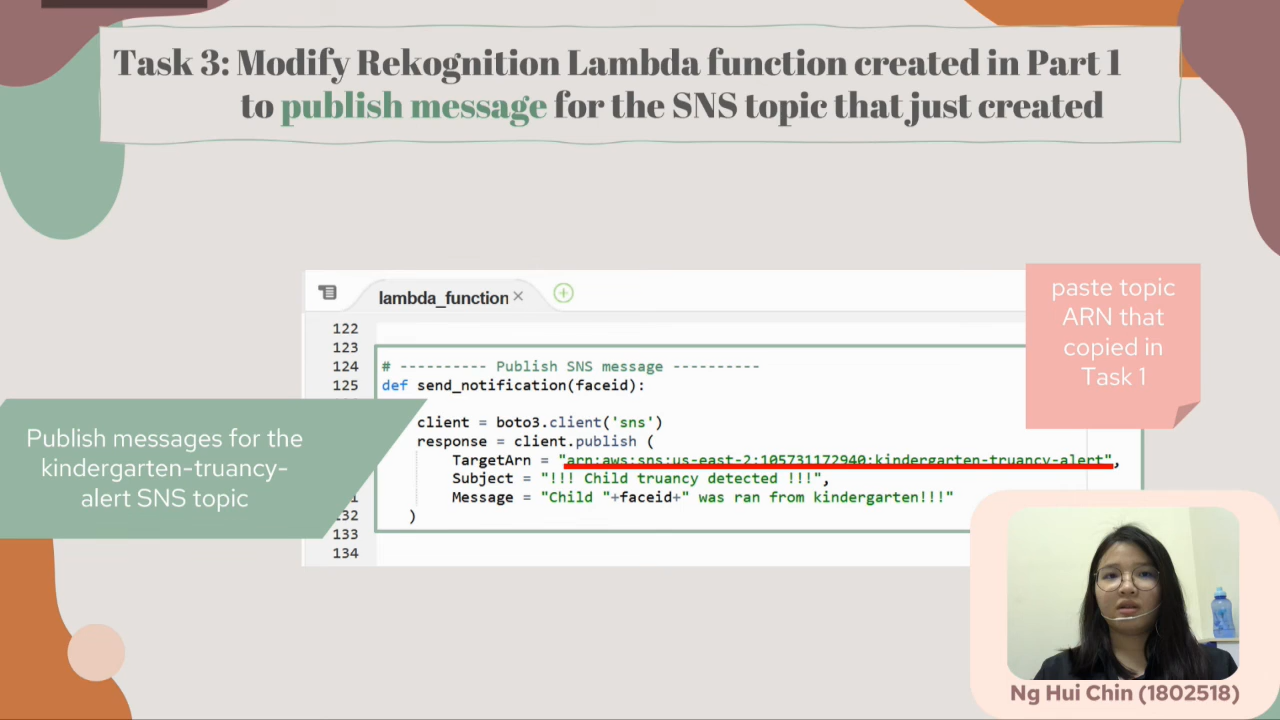 Task 3: Modify Rekognition Lambda function created in Part 1
to publish message for the SNS topic that just created
lambda_function ×
paste topic
ARN that
copied in
Task 1
122
123
124 # ---------- Publish SNS message ----------
125 def send_notification(faceid):
client = boto3.client('sns')
response = client.publish (
TargetArn = "arn:aws:sns:us-east-2:105731172940:kindergarten-truancy-alert",
Subject = "!!! Child truancy detected !!!",
Message = "Child "+faceid+" was ran from kindergarten!!!"
32 )
133
134
Publish messages for the
kindergarten-truancy-
alert SNS topic
Ng Hui Chin (1802518)